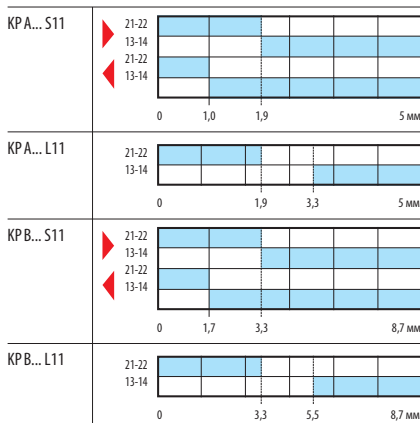 KP A... S11
21-22
13-14
21-22
13-14
0 1,0 1,9 5 мм
KP A... L11
21-22
13-14
0 1,9 3,3 5 мм
KP B... S11
21-22
13-14
21-22
13-14
0 1,7 3,3 8,7 мм
KP B... L11
21-22
13-14
0 3,3 5,5 8,7 мм